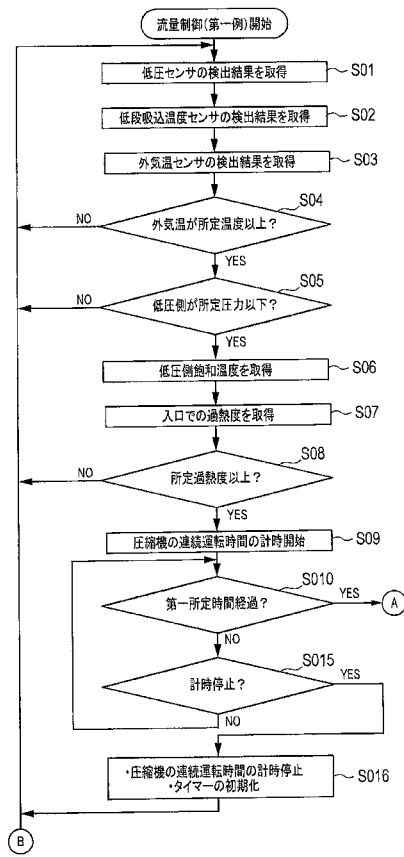 流量制御(第一例)開始
低圧センサの検出結果を取得
S01
低段吸込温度センサの検出結果を取得
S02
外気温センサの検出結果を取得
S03
S04
外気温が所定温度以上?
NO
YES
S05
低圧側が所定圧力以下?
NO
YES
低圧側飽和温度を取得
S06
入口での過熱度を取得
S07
S08
所定過熱度以上?
NO
YES
圧縮機の連続運転時間の計時開始
S09
S010
第一所定時間経過?
YES
A
NO
S015
計時停止?
YES
NO
・圧縮機の連続運転時間の計時停止
・タイマーの初期化
S016
B